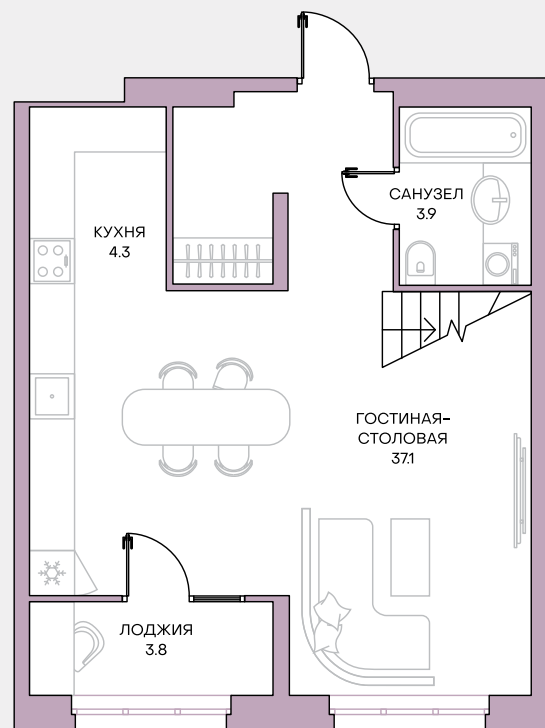 САНУЗЕЛ
3.9
КУХНЯ
4.3
ГОСТИНАЯ-
СТОЛОВАЯ
37.1
ЛОДЖИЯ
3.8